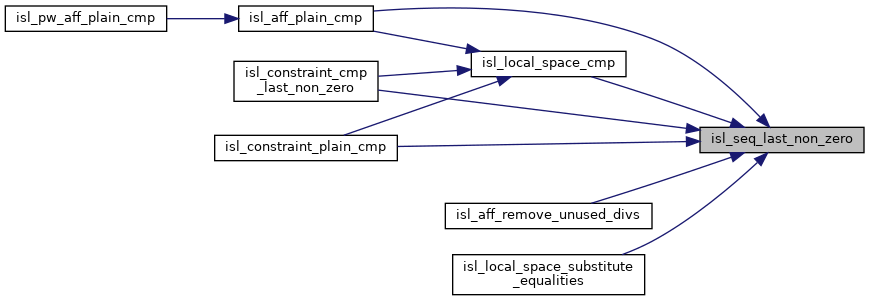 isl_pw_aff_plain_cmp
isl_aff_plain_cmp
isl_local_space_cmp
isl_constraint_cmp
_last_non_zero
isl_seq_last_non_zero
isl_constraint_plain_cmp
isl_aff_remove_unused_divs
isl_local_space_substitute
_equalities